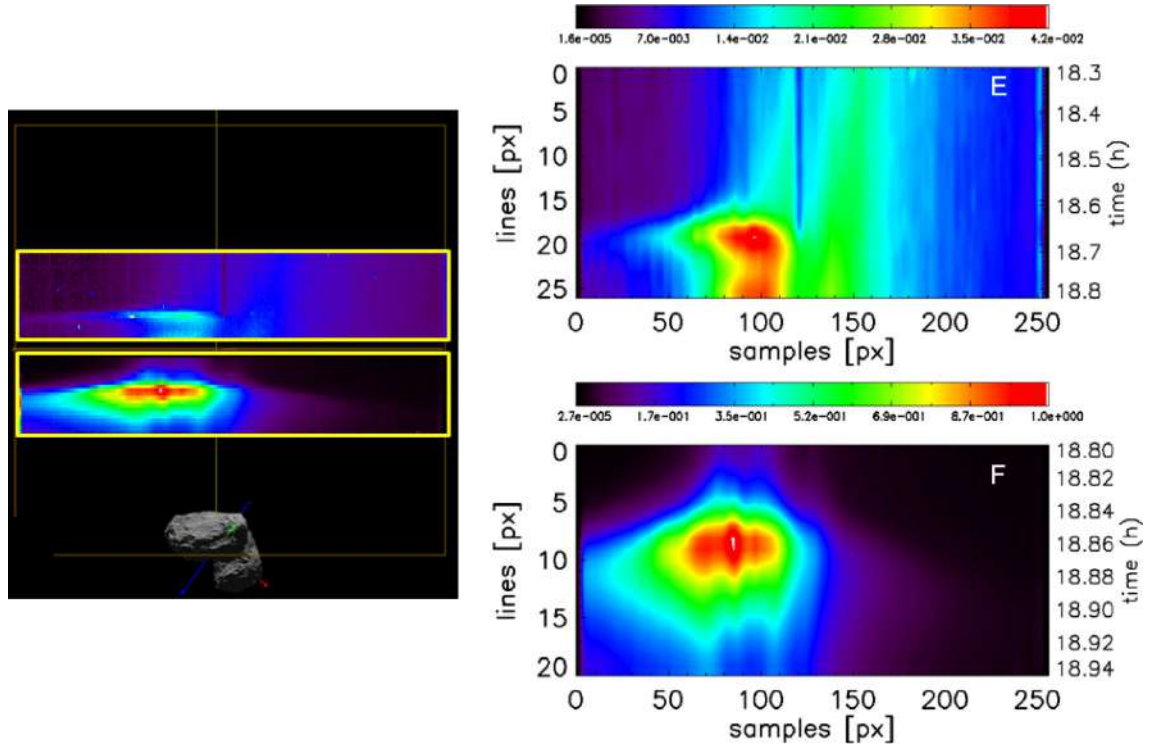 1.6e-005 7.0e-003 1.4e-002 2.1e-002 2.8e-002 3.5e-002 4.2e-002
E
lines [px]
0
5
10
15
20
25
18.3
18.4
18.5
18.6
18.7
18.8
time (h)
0 50 100 150 200 250
samples [px]
2.7e-005 1.7e-001 3.5e-001 5.2e-001 6.9e-001 8.7e-001 1.0e+000
F
lines [px]
0
5
10
15
20
18.80
18.82
18.84
18.86
18.88
18.90
18.92
18.94
time (h)
0 50 100 150 200 250
samples [px]